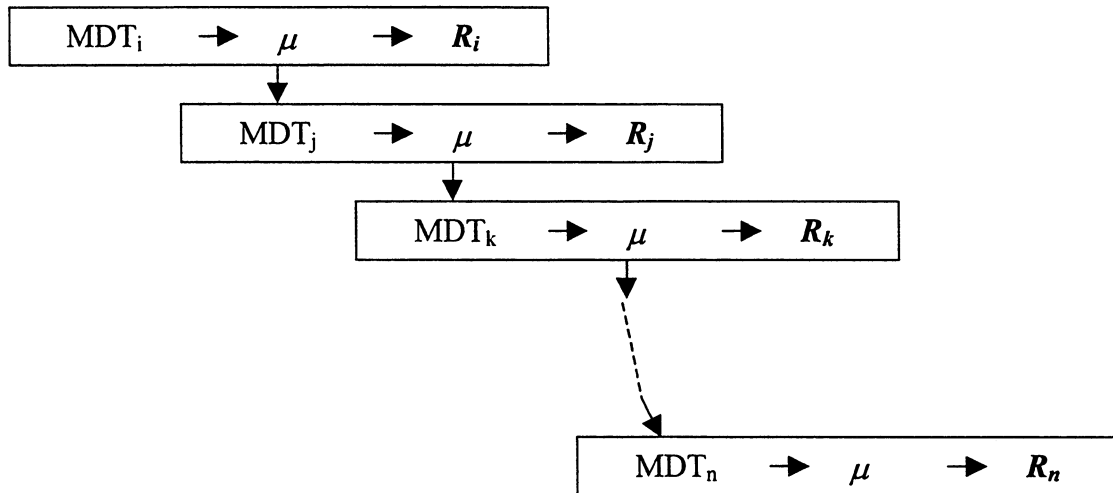 MDTi → μ → Ri
MDTj → μ → Rj
MDTk → μ → Rk
MDTn → μ → Rn